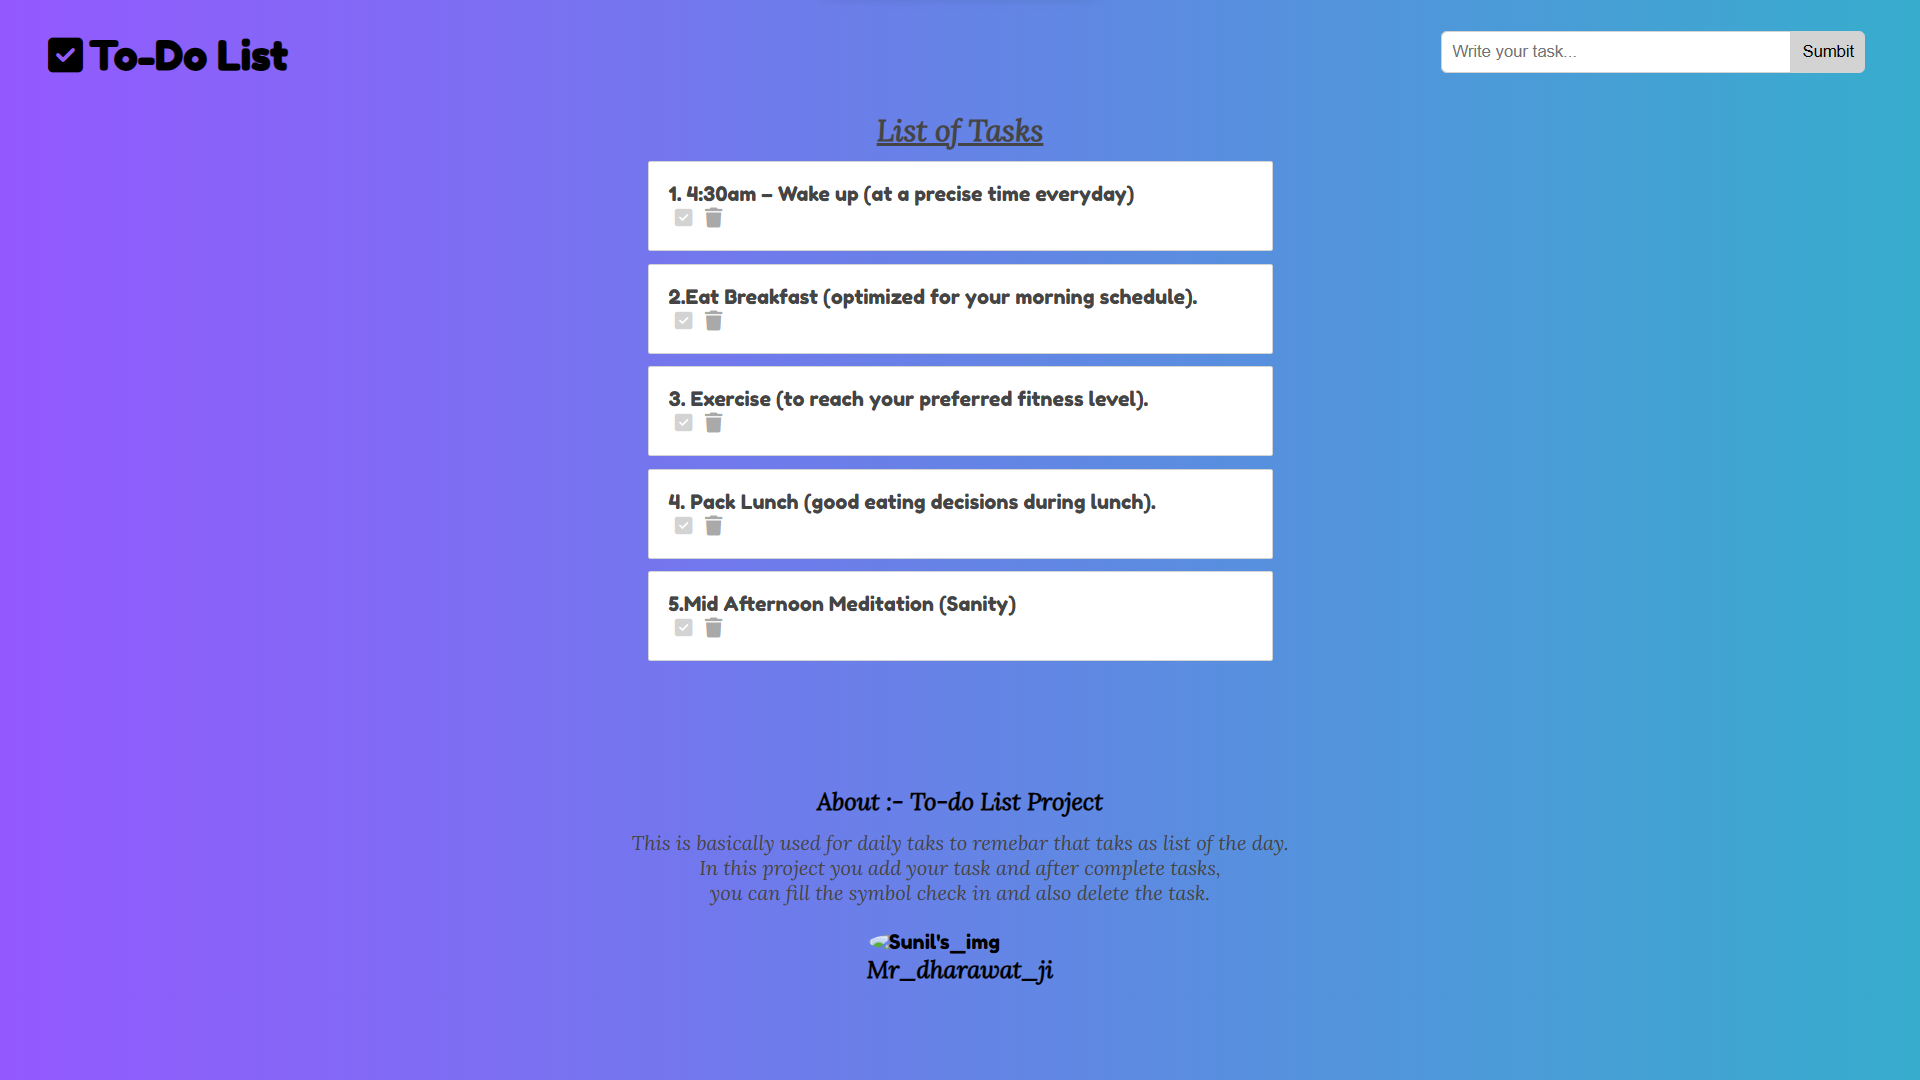 To-Do List
Write your task...
Sumbit
List of Tasks
1. 4:30am – Wake up (at a precise time everyday)
2.Eat Breakfast (optimized for your morning schedule).
3. Exercise (to reach your preferred fitness level).
4. Pack Lunch (good eating decisions during lunch).
5.Mid Afternoon Meditation (Sanity)
About :- To-do List Project
This is basically used for daily taks to remebar that taks as list of the day.
In this project you add your task and after complete tasks,
you can fill the symbol check in and also delete the task.
Sunil's_img
Mr_dharawat_ji